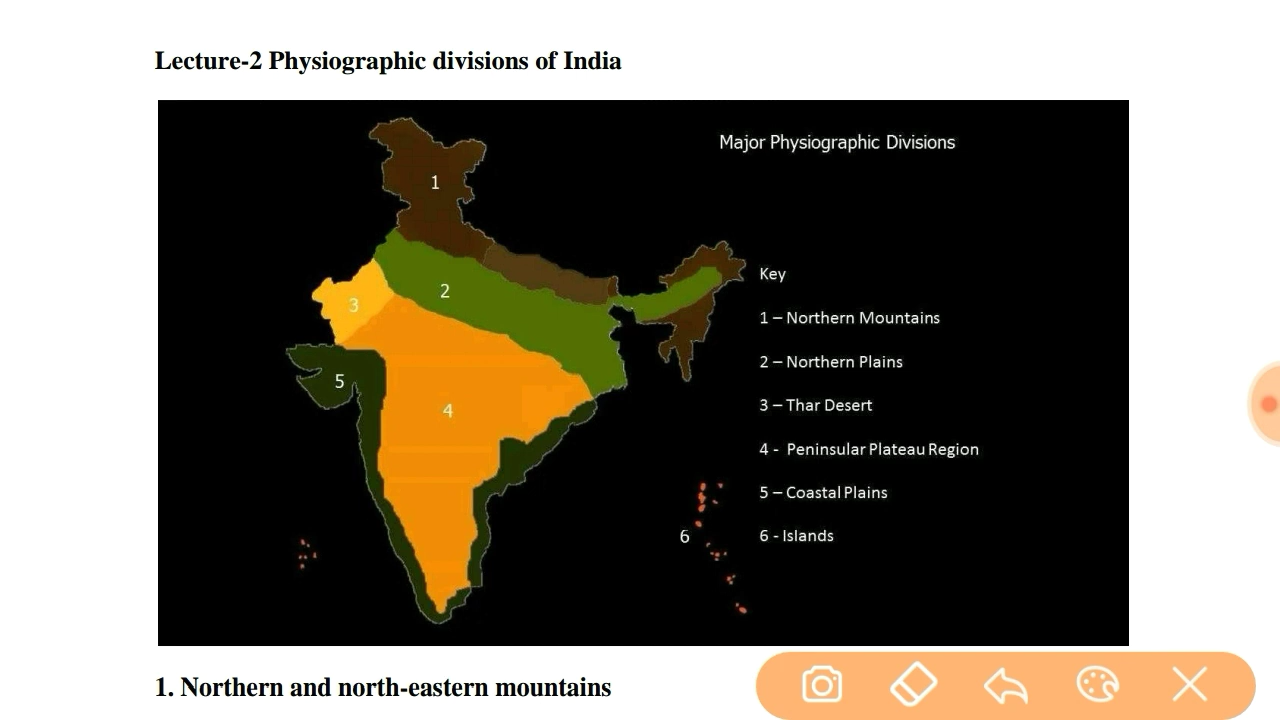 Lecture-2 Physiographic divisions of India
Major Physiographic Divisions
1
2
3
4
5
6
Key
1 – Northern Mountains
2 – Northern Plains
3 – Thar Desert
4 - Peninsular Plateau Region
5 – Coastal Plains
6 - Islands
1. Northern and north-eastern mountains